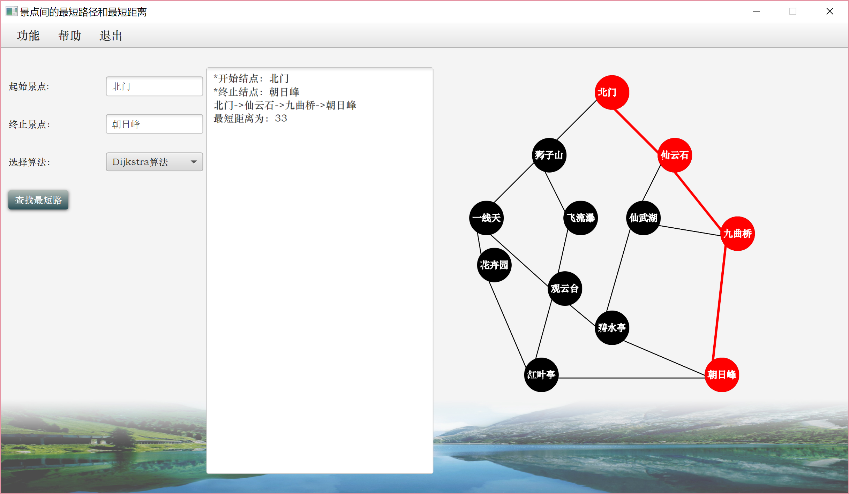 景点间的最短路径和最短距离
功能 帮助 退出
起始景点: 北门
终止景点: 朝日峰
选择算法: Dijkstra算法
查找最短路
*开始结点: 北门
*终止结点: 朝日峰
北门->仙云石->九曲桥->朝日峰
最短距离为: 33
北门
狮子山
仙云石
一线天
飞流瀑
仙武湖
九曲桥
花卉园
观云台
碧水亭
红叶亭
朝日峰